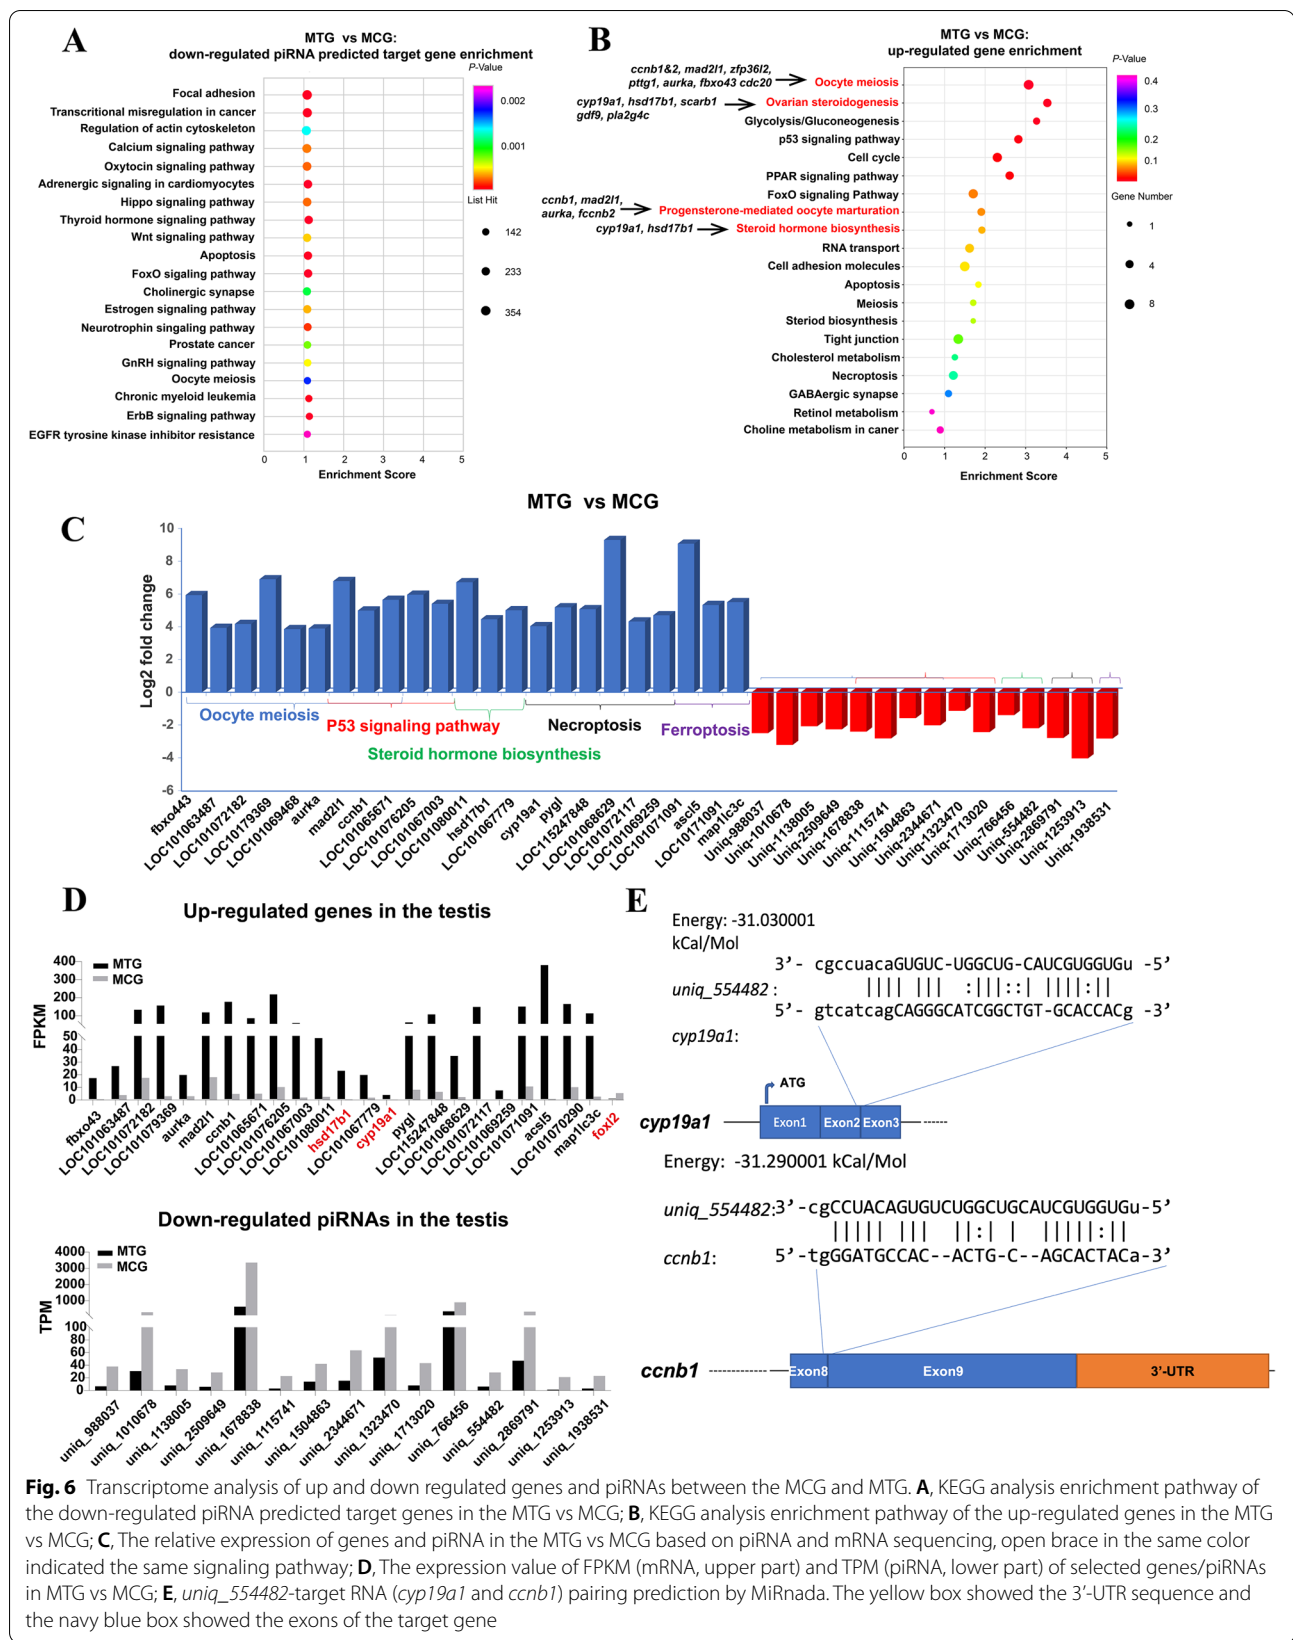 A
MTG vs MCG:
down-regulated piRNA predicted target gene enrichment
P-Value
0.002
0.001
List Hit
142
233
354
Focal adhesion
Transcritional misregulation in cancer
Regulation of actin cytoskeleton
Calcium signaling pathway
Oxytocin signaling pathway
Adrenergic signaling in cardiomyocytes
Hippo signaling pathway
Thyroid hormone signaling pathway
Wnt signaling pathway
Apoptosis
FoxO sigaling pathway
Cholinergic synapse
Estrogen signaling pathway
Neurotrophin singaling pathway
Prostate cancer
GnRH signaling pathway
Oocyte meiosis
Chronic myeloid leukemia
ErbB signaling pathway
EGFR tyrosine kinase inhibitor resistance
0 1 2 3 4 5
Enrichment Score
B
MTG vs MCG:
up-regulated gene enrichment
P-Value
0.4
0.3
0.2
0.1
Gene Number
1
4
8
ccnb1&2, mad2l1, zfp36l2,
pttg1, aurka, fbxo43 cdc20
cyp19a1, hsd17b1, scarb1
gdf9, pla2g4c
ccnb1, mad2l1,
aurka, fccnb2
cyp19a1, hsd17b1
Oocyte meiosis
Ovarian steroidogenesis
Glycolysis/Gluconeogenesis
p53 signaling pathway
Cell cycle
PPAR signaling pathway
FoxO signaling Pathway
Progensterone-mediated oocyte marturation
Steroid hormone biosynthesis
RNA transport
Cell adhesion molecules
Apoptosis
Meiosis
Steriod biosynthesis
Tight junction
Cholesterol metabolism
Necroptosis
GABAergic synapse
Retinol metabolism
Choline metabolism in caner
0 1 2 3 4 5
Enrichment Score
C
MTG vs MCG
Log2 fold change
10
8
6
4
2
0
-2
-4
-6
Oocyte meiosis
P53 signaling pathway
Steroid hormone biosynthesis
Necroptosis
Ferroptosis
fbxo443
LOC101063487
LOC101072182
LOC101179369
LOC101069468
aurka
mad2l1
ccnb1
LOC101065671
LOC101076205
LOC101067003
LOC101080011
hsd17b1
LOC101067779
cyp19a1
pygl
LOC115247848
LOC101068629
LOC101072117
LOC101069259
LOC101071091
ascl5
LOC10171091
map1lc3c
Uniq-988037
Uniq-1010678
Uniq-1138005
Uniq-2509649
Uniq-1678838
Uniq-1115741
Uniq-1504863
Uniq-2344671
Uniq-1323470
Uniq-1713020
Uniq-766456
Uniq-554482
Uniq-2869791
Uniq-1253913
Uniq-1938531
D
Up-regulated genes in the testis
MTG
MCG
FPKM
400
300
200
100
50
40
30
20
10
0
fbxo43
LOC101063487
LOC101072182
LOC101079369
aurka
mad2l1
ccnb1
LOC101065671
LOC101076205
LOC101067003
LOC101080011
hsd17b1
LOC101067779
cyp19a1
pygl
LOC115247848
LOC101068629
LOC101072117
LOC101069259
LOC101071091
acsl5
LOC101070290
map1lc3c
foxl2
Down-regulated piRNAs in the testis
MTG
MCG
TPM
4000
3000
2000
1000
100
80
60
40
20
0
uniq_988037
uniq_1010678
uniq_1138005
uniq_2509649
uniq_1678838
uniq_1115741
uniq_1504863
uniq_2344671
uniq_1323470
uniq_1713020
uniq_766456
uniq_554482
uniq_2869791
uniq_1253913
uniq_1938531
E
Energy: -31.030001
kCal/Mol
3’- cgccuacaGUGUC-UGGCUG-CAUCGUGGUGu -5’
uniq_554482 : |||| ||| :|||::| ||||:||
5’- gtcatcagCAGGGCATCGGCTGT-GCACCACg -3’
cyp19a1:
ATG
cyp19a1 Exon1 Exon2 Exon3
Energy: -31.290001 kCal/Mol
uniq_554482:3’-cgCCUACAGUGUCUGGCUGCAUCGUGGUGu-5’
||||| ||| ||:| | |||||:||
ccnb1: 5’-tgGGATGCCAC--ACTG-C--AGCACTACa-3’
ccnb1 Exon8 Exon9 3’-UTR
Fig. 6 Transcriptome analysis of up and down regulated genes and piRNAs between the MCG and MTG. A, KEGG analysis enrichment pathway of
the down-regulated piRNA predicted target genes in the MTG vs MCG; B, KEGG analysis enrichment pathway of the up-regulated genes in the MTG
vs MCG; C, The relative expression of genes and piRNA in the MTG vs MCG based on piRNA and mRNA sequencing, open brace in the same color
indicated the same signaling pathway; D, The expression value of FPKM (mRNA, upper part) and TPM (piRNA, lower part) of selected genes/piRNAs
in MTG vs MCG; E, uniq_554482-target RNA (cyp19a1 and ccnb1) pairing prediction by MiRnada. The yellow box showed the 3′-UTR sequence and
the navy blue box showed the exons of the target gene